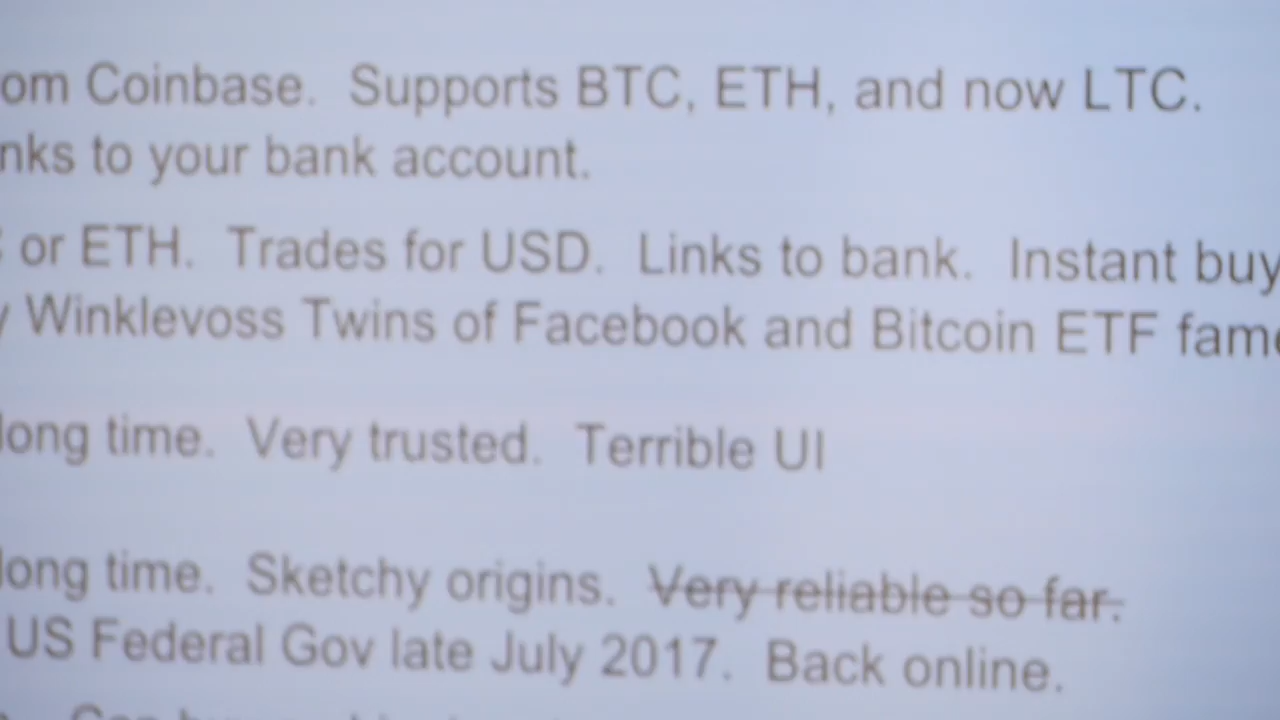 om Coinbase. Supports BTC, ETH, and now LTC.
nks to your bank account.
or ETH. Trades for USD. Links to bank. Instant buy
Winklevoss Twins of Facebook and Bitcoin ETF fame
long time. Very trusted. Terrible UI
long time. Sketchy origins. Very reliable so far.
US Federal Gov late July 2017. Back online.